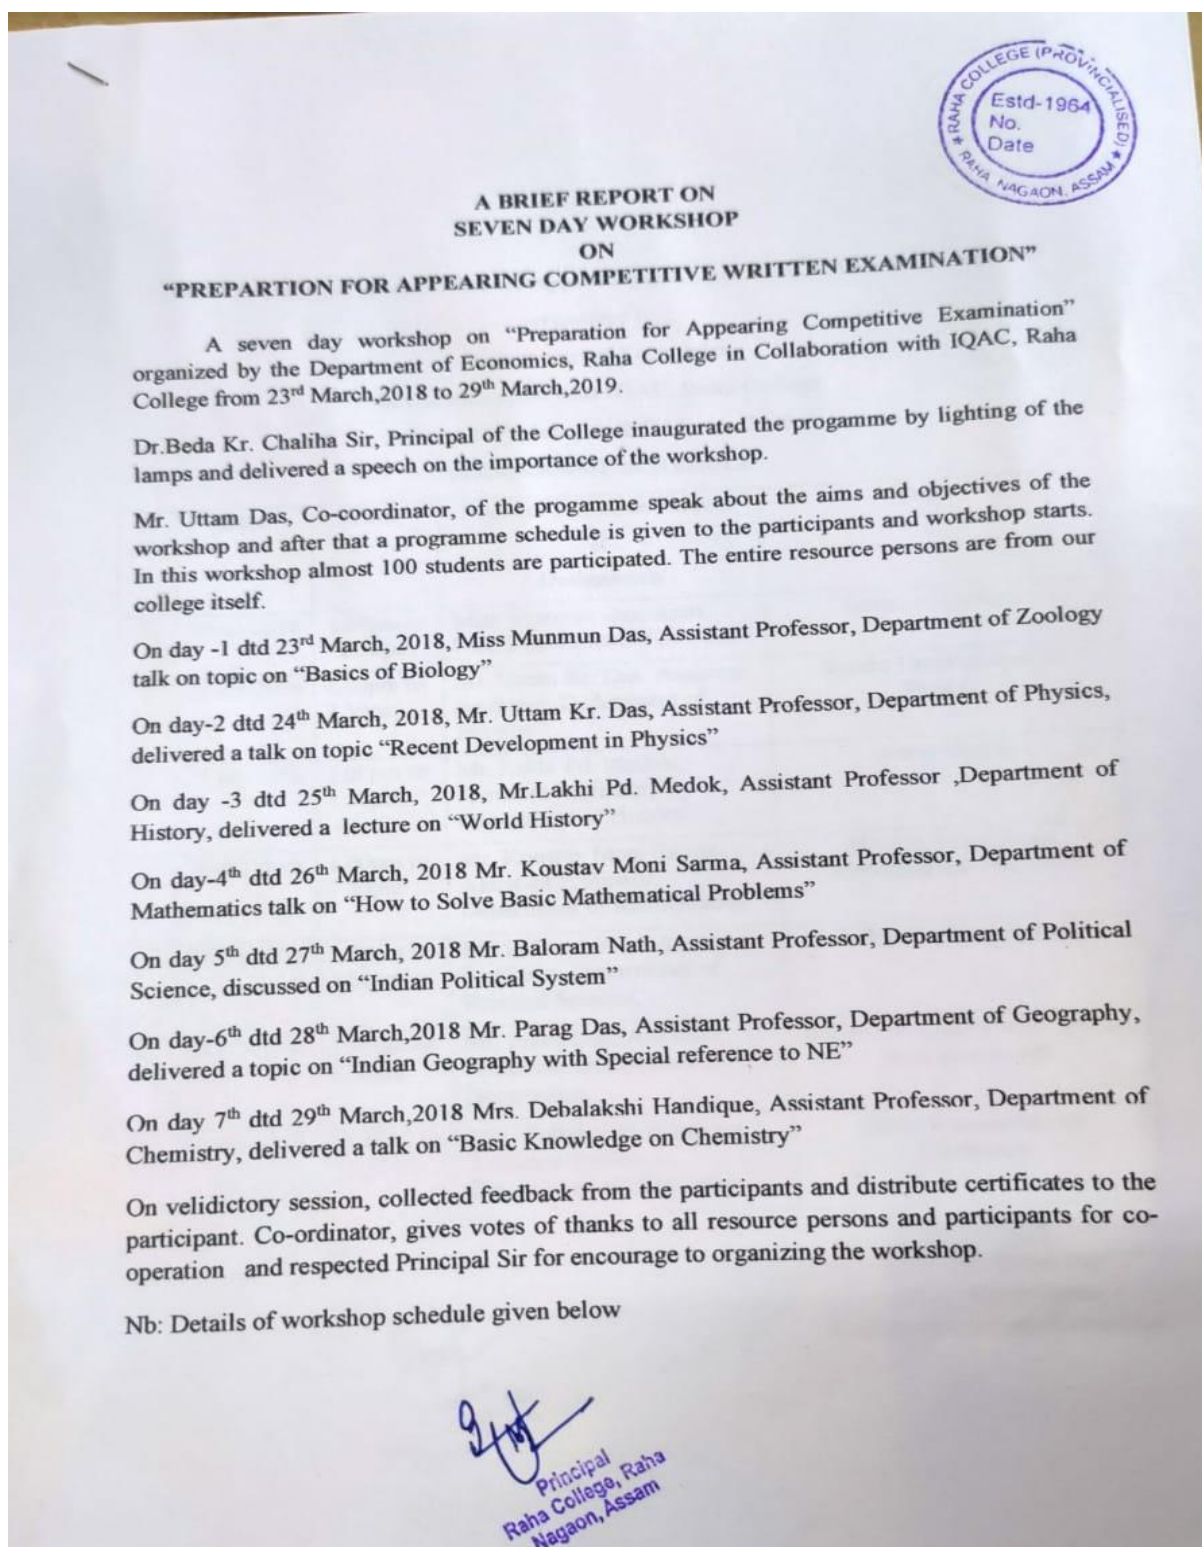 RAHA COLLEGE (PROVINCIALISED)
RAHA NAGAON, ASSAM
Estd-1964
No.
Date
A BRIEF REPORT ON
SEVEN DAY WORKSHOP
ON
“PREPARTION FOR APPEARING COMPETITIVE WRITTEN EXAMINATION”
A seven day workshop on “Preparation for Appearing Competitive Examination”
organized by the Department of Economics, Raha College in Collaboration with IQAC, Raha
College from 23rd March,2018 to 29th March,2019.
Dr.Beda Kr. Chaliha Sir, Principal of the College inaugurated the progamme by lighting of the
lamps and delivered a speech on the importance of the workshop.
Mr. Uttam Das, Co-coordinator, of the progamme speak about the aims and objectives of the
workshop and after that a programme schedule is given to the participants and workshop starts.
In this workshop almost 100 students are participated. The entire resource persons are from our
college itself.
On day -1 dtd 23rd March, 2018, Miss Munmun Das, Assistant Professor, Department of Zoology
talk on topic on “Basics of Biology”
On day-2 dtd 24th March, 2018, Mr. Uttam Kr. Das, Assistant Professor, Department of Physics,
delivered a talk on topic “Recent Development in Physics”
On day -3 dtd 25th March, 2018, Mr.Lakhi Pd. Medok, Assistant Professor ,Department of
History, delivered a lecture on “World History”
On day-4th dtd 26th March, 2018 Mr. Koustav Moni Sarma, Assistant Professor, Department of
Mathematics talk on “How to Solve Basic Mathematical Problems”
On day 5th dtd 27th March, 2018 Mr. Baloram Nath, Assistant Professor, Department of Political
Science, discussed on “Indian Political System”
On day-6th dtd 28th March,2018 Mr. Parag Das, Assistant Professor, Department of Geography,
delivered a topic on “Indian Geography with Special reference to NE”
On day 7th dtd 29th March,2018 Mrs. Debalakshi Handique, Assistant Professor, Department of
Chemistry, delivered a talk on “Basic Knowledge on Chemistry”
On velidictory session, collected feedback from the participants and distribute certificates to the
participant. Co-ordinator, gives votes of thanks to all resource persons and participants for co-
operation and respected Principal Sir for encourage to organizing the workshop.
Nb: Details of workshop schedule given below
Principal
Raha College, Raha
Nagaon, Assam